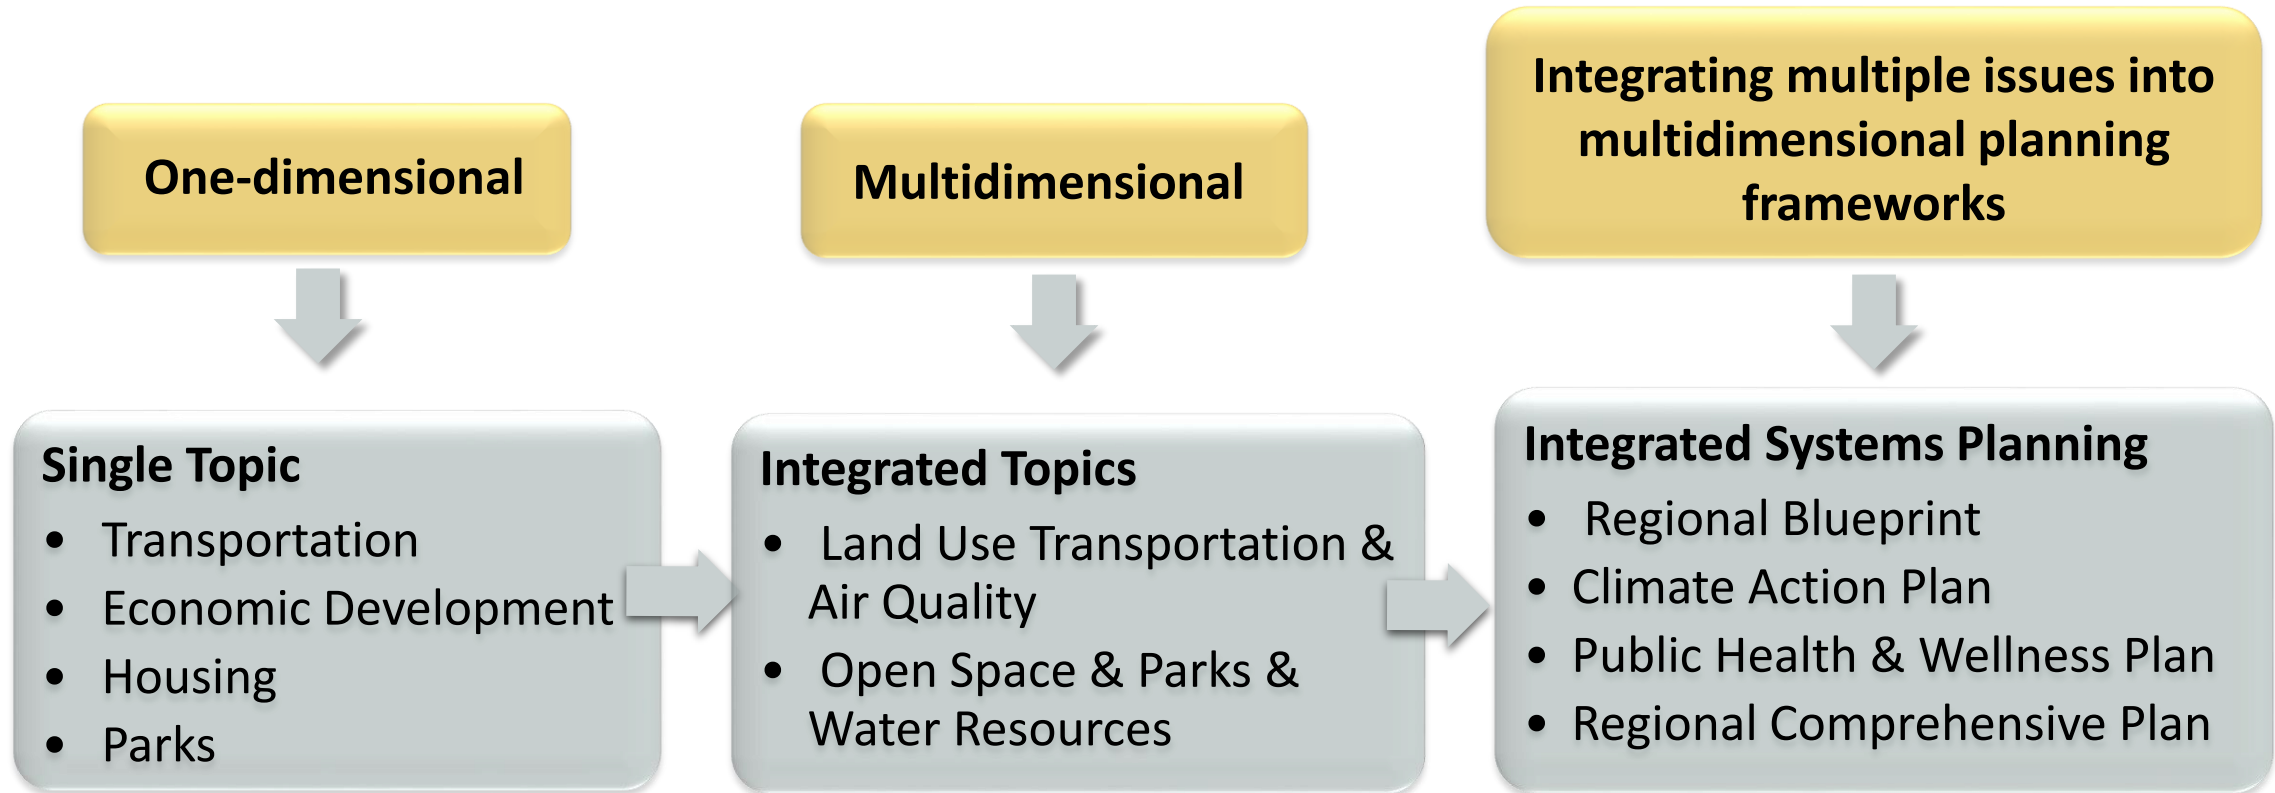 One-dimensional
Multidimensional
Integrating multiple issues into
multidimensional planning
frameworks
Single Topic
• Transportation
• Economic Development
• Housing
• Parks
Integrated Topics
• Land Use Transportation &
Air Quality
• Open Space & Parks &
Water Resources
Integrated Systems Planning
• Regional Blueprint
• Climate Action Plan
• Public Health & Wellness Plan
• Regional Comprehensive Plan